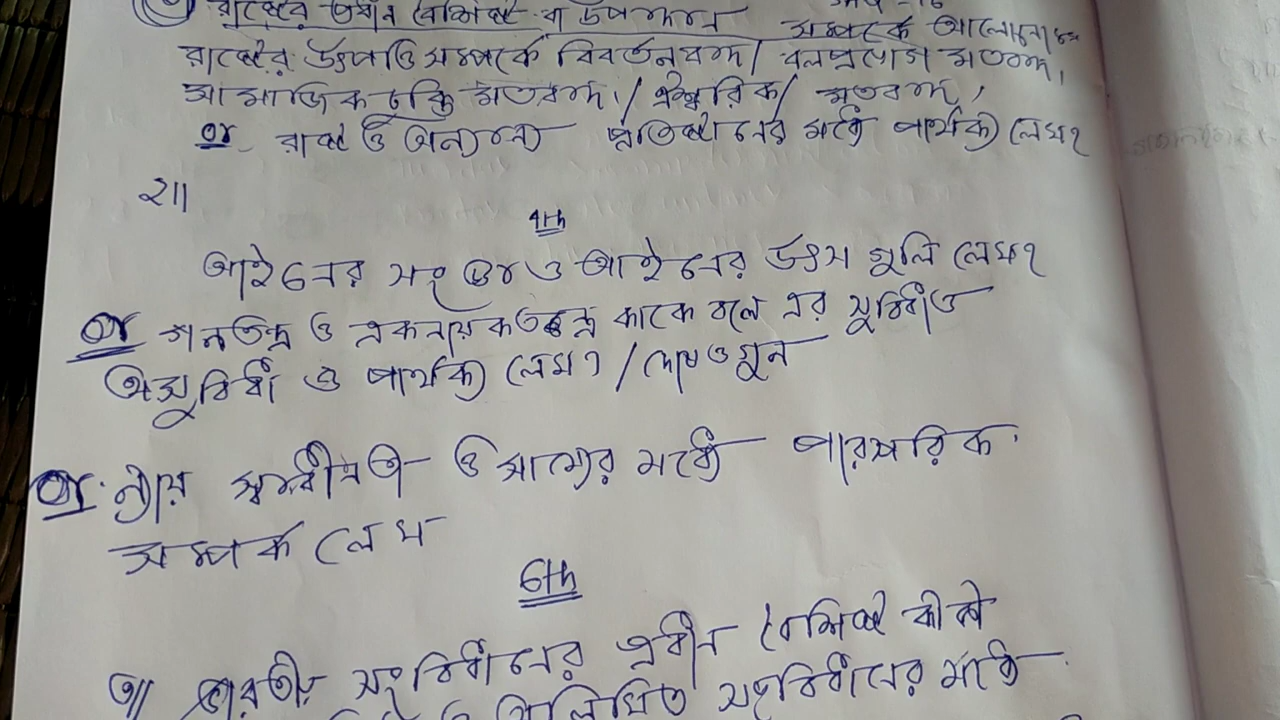 রাষ্ট্রের প্রধান বৈশিষ্ট্য বা উপাদান সম্পর্কে আলোচনা
রাষ্ট্রের উৎপত্তি সম্পর্কে বিবর্তনবাদ / বলপ্রয়োগ মতবাদ,
সামাজিক চুক্তি মতবাদ / ঐশ্বরিক / মতবাদ,
or রাষ্ট্র ও অন্যান্য প্রতিষ্ঠানের মধ্যে পার্থক্য লেখ?
২॥
4th
আইনের সংজ্ঞা ও আইনের উৎস গুলি লেখ?
or গনতন্ত্র ও একনায়কতন্ত্র কাকে বলে এর সুবিধা ও
অসুবিধা ও পার্থক্য লেখ? / দোষ ও গুন
or. ন্যায় স্বাধীনতা ও সাম্যের মধ্যে পারস্পরিক
সম্পর্ক লেখ
6th
৩॥ ভারতীয় সংবিধানের প্রধান বৈশিষ্ট্য কী কী
ও অলিখিত সংবিধানের মধ্যে